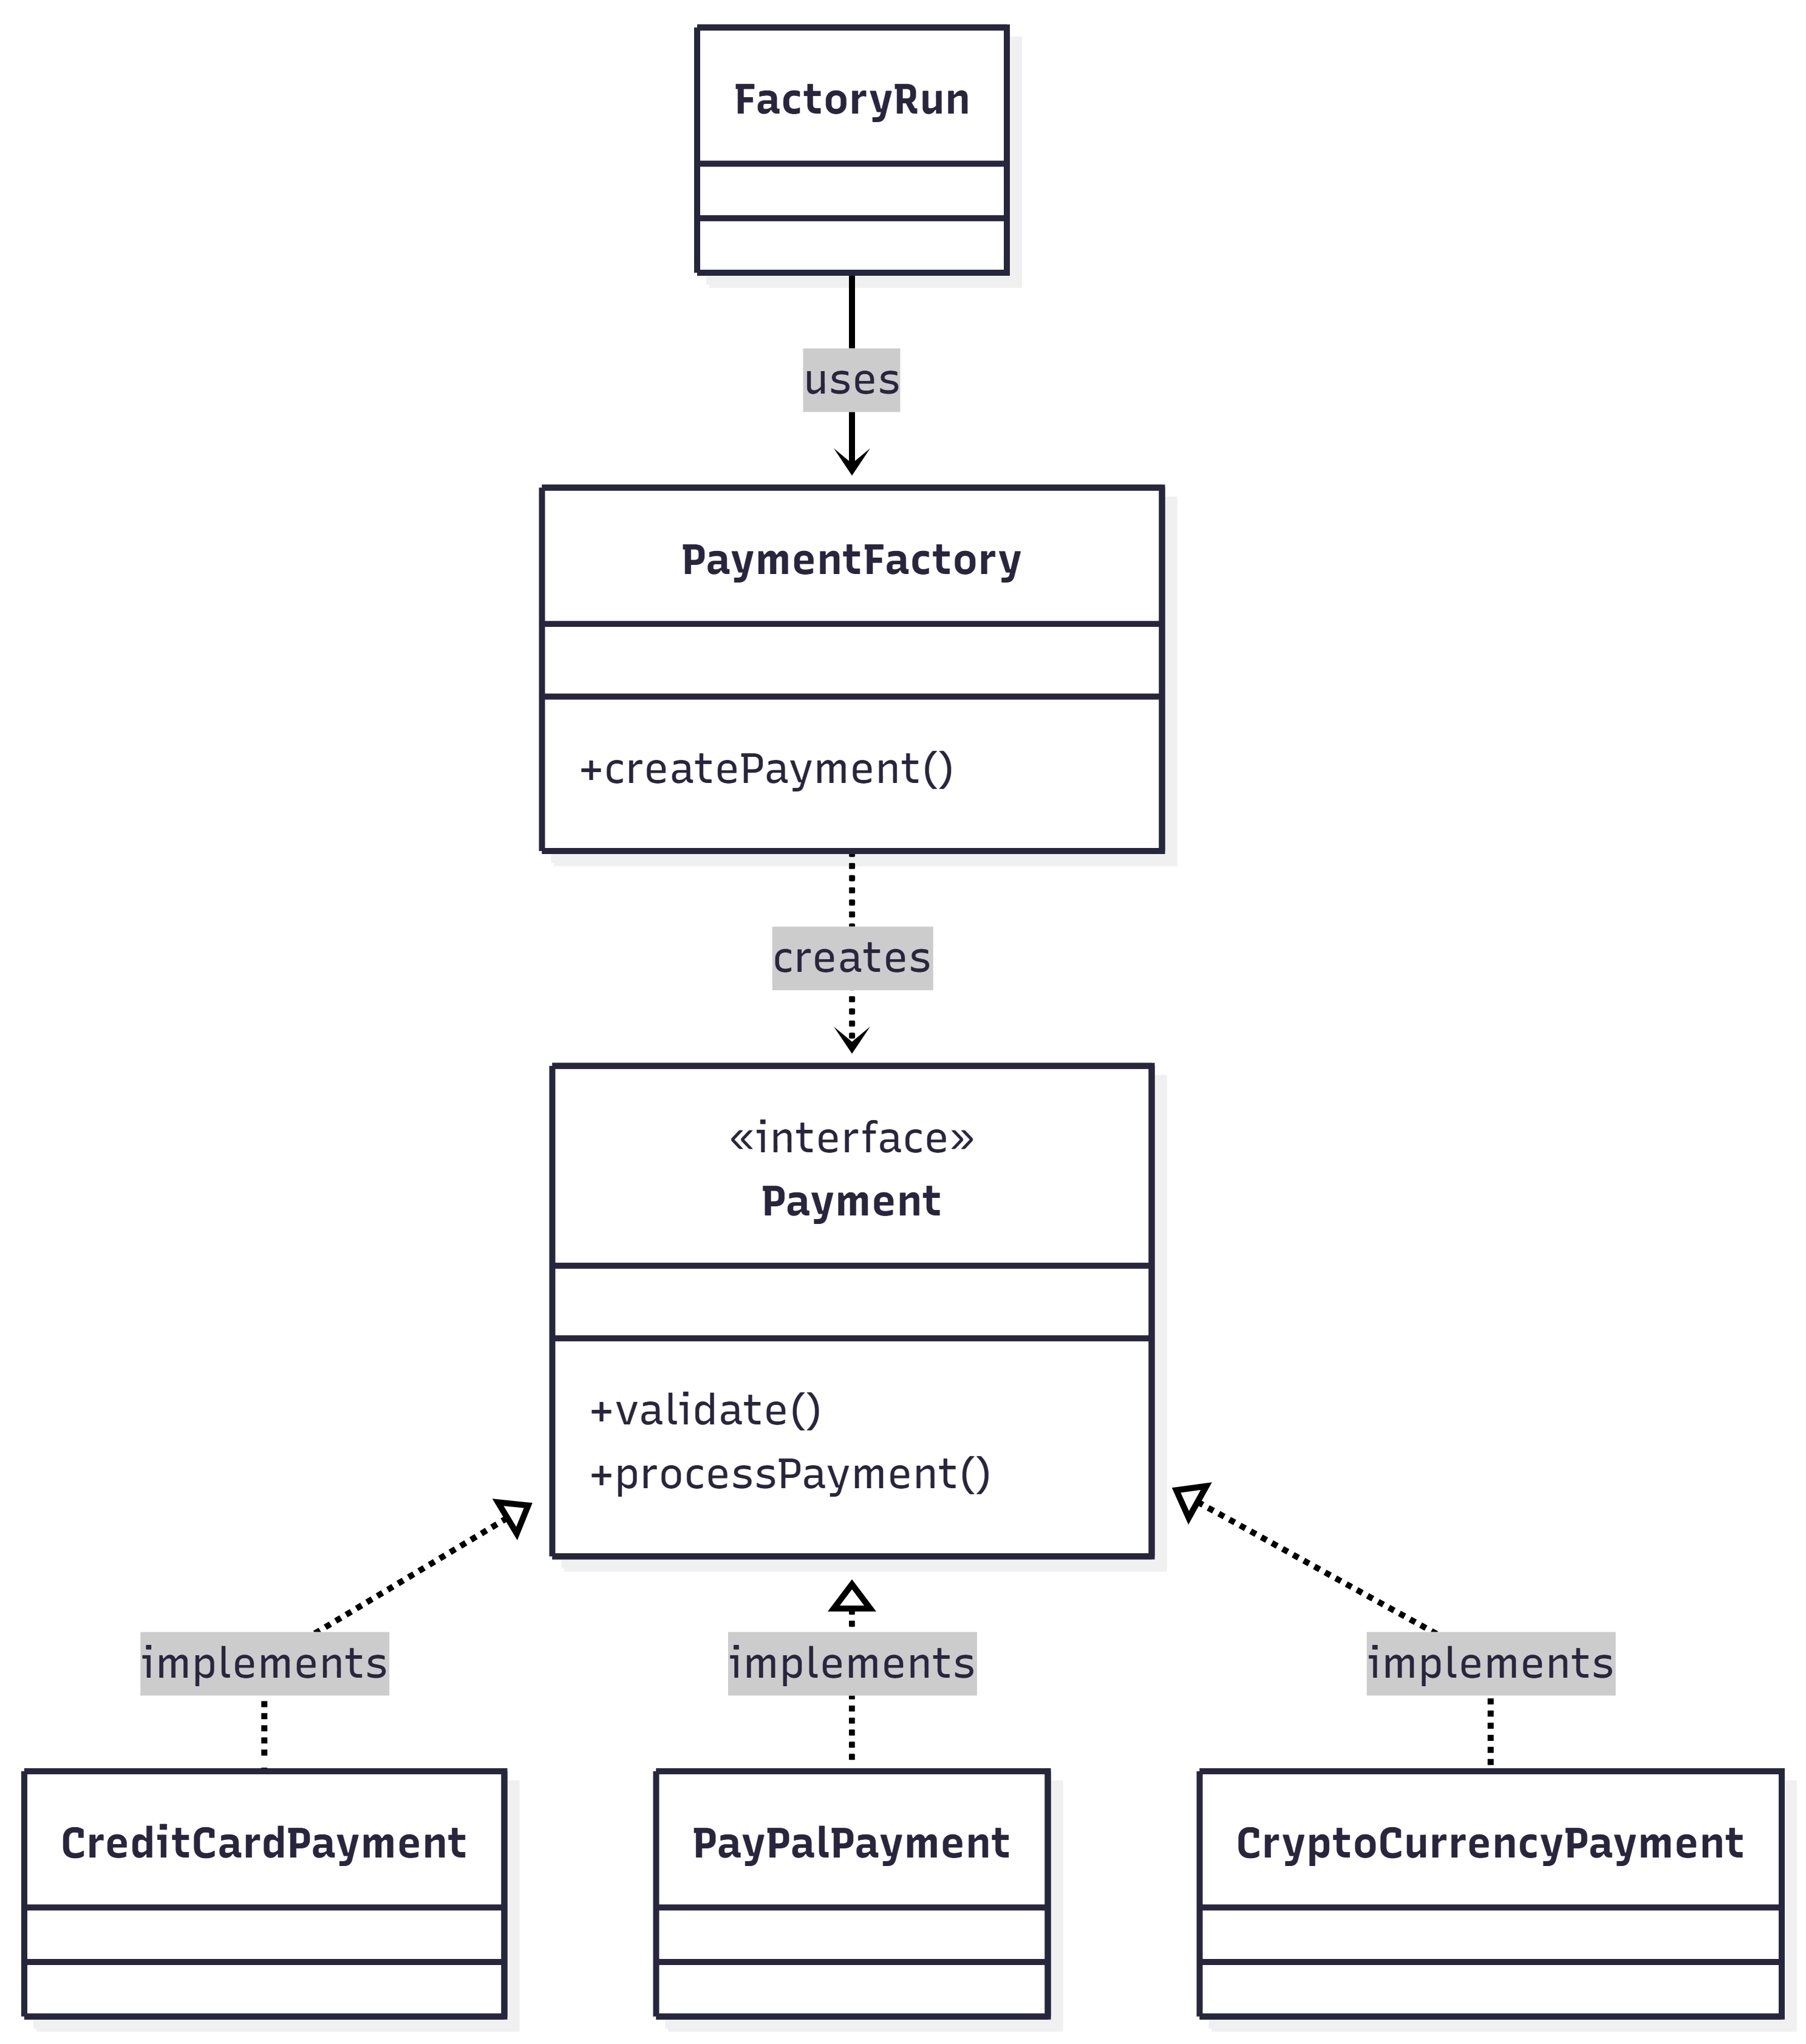 FactoryRun
uses
PaymentFactory
+createPayment()
creates
«interface»
Payment
+validate()
+processPayment()
implements
implements
implements
CreditCardPayment
PayPalPayment
CryptoCurrencyPayment